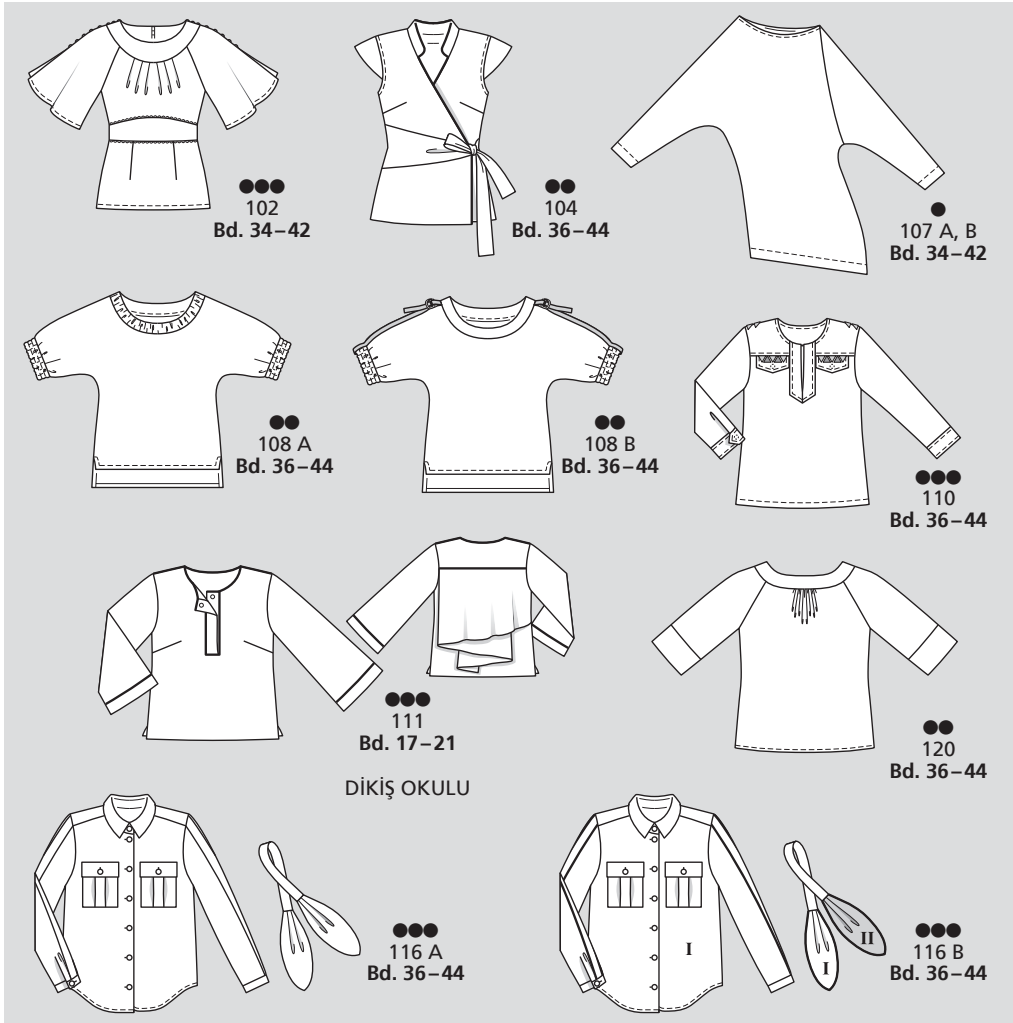 102
Bd. 34–42
104
Bd. 36–44
107 A, B
Bd. 34–42
108 A
Bd. 36–44
108 B
Bd. 36–44
110
Bd. 36–44
111
Bd. 17–21
120
Bd. 36–44
DİKİŞ OKULU
116 A
Bd. 36–44
I
I
II
116 B
Bd. 36–44